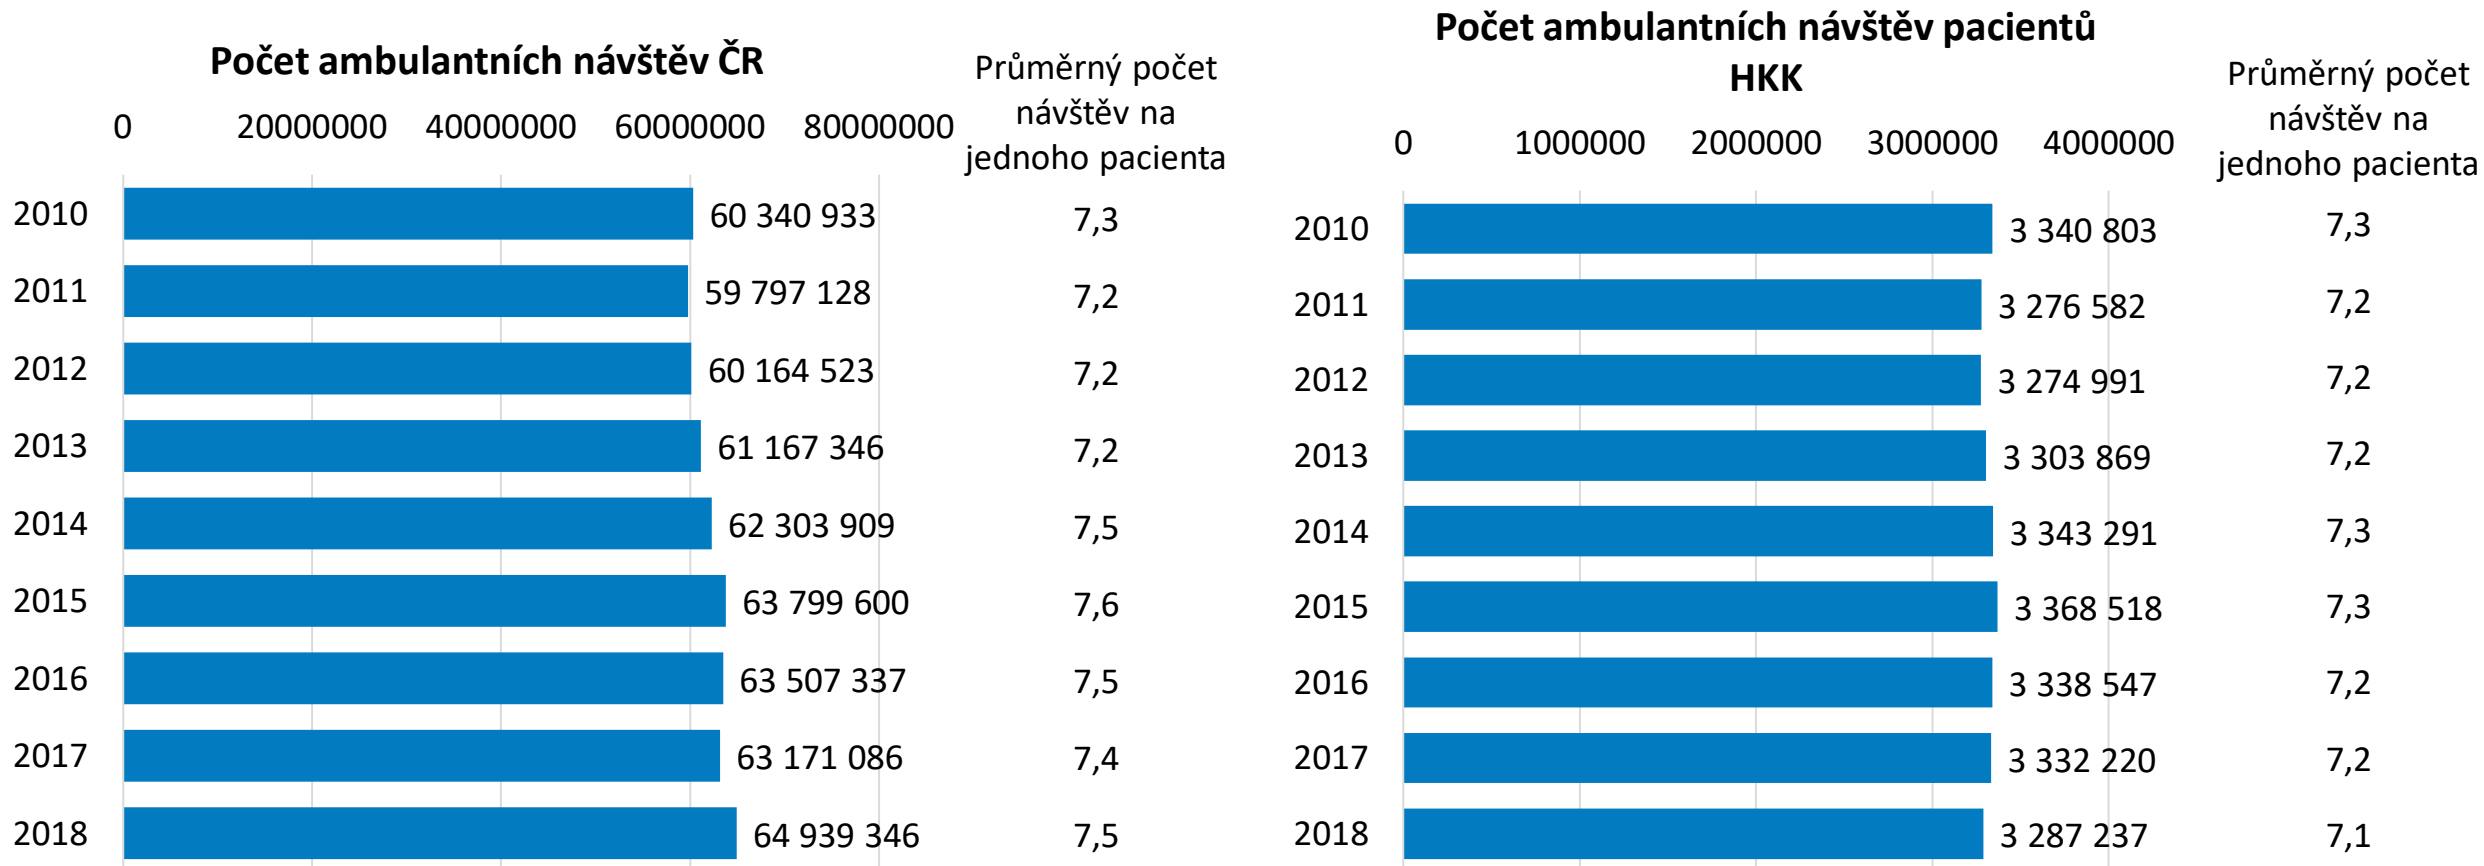 Počet ambulantních návštěv ČR
Průměrný počet
návštěv na
jednoho pacienta
0 20000000 40000000 60000000 80000000
2010 60 340 933 7,3
2011 59 797 128 7,2
2012 60 164 523 7,2
2013 61 167 346 7,2
2014 62 303 909 7,5
2015 63 799 600 7,6
2016 63 507 337 7,5
2017 63 171 086 7,4
2018 64 939 346 7,5
Počet ambulantních návštěv pacientů
HKK
Průměrný počet
návštěv na
jednoho pacienta
0 1000000 2000000 3000000 4000000
2010 3 340 803 7,3
2011 3 276 582 7,2
2012 3 274 991 7,2
2013 3 303 869 7,2
2014 3 343 291 7,3
2015 3 368 518 7,3
2016 3 338 547 7,2
2017 3 332 220 7,2
2018 3 287 237 7,1